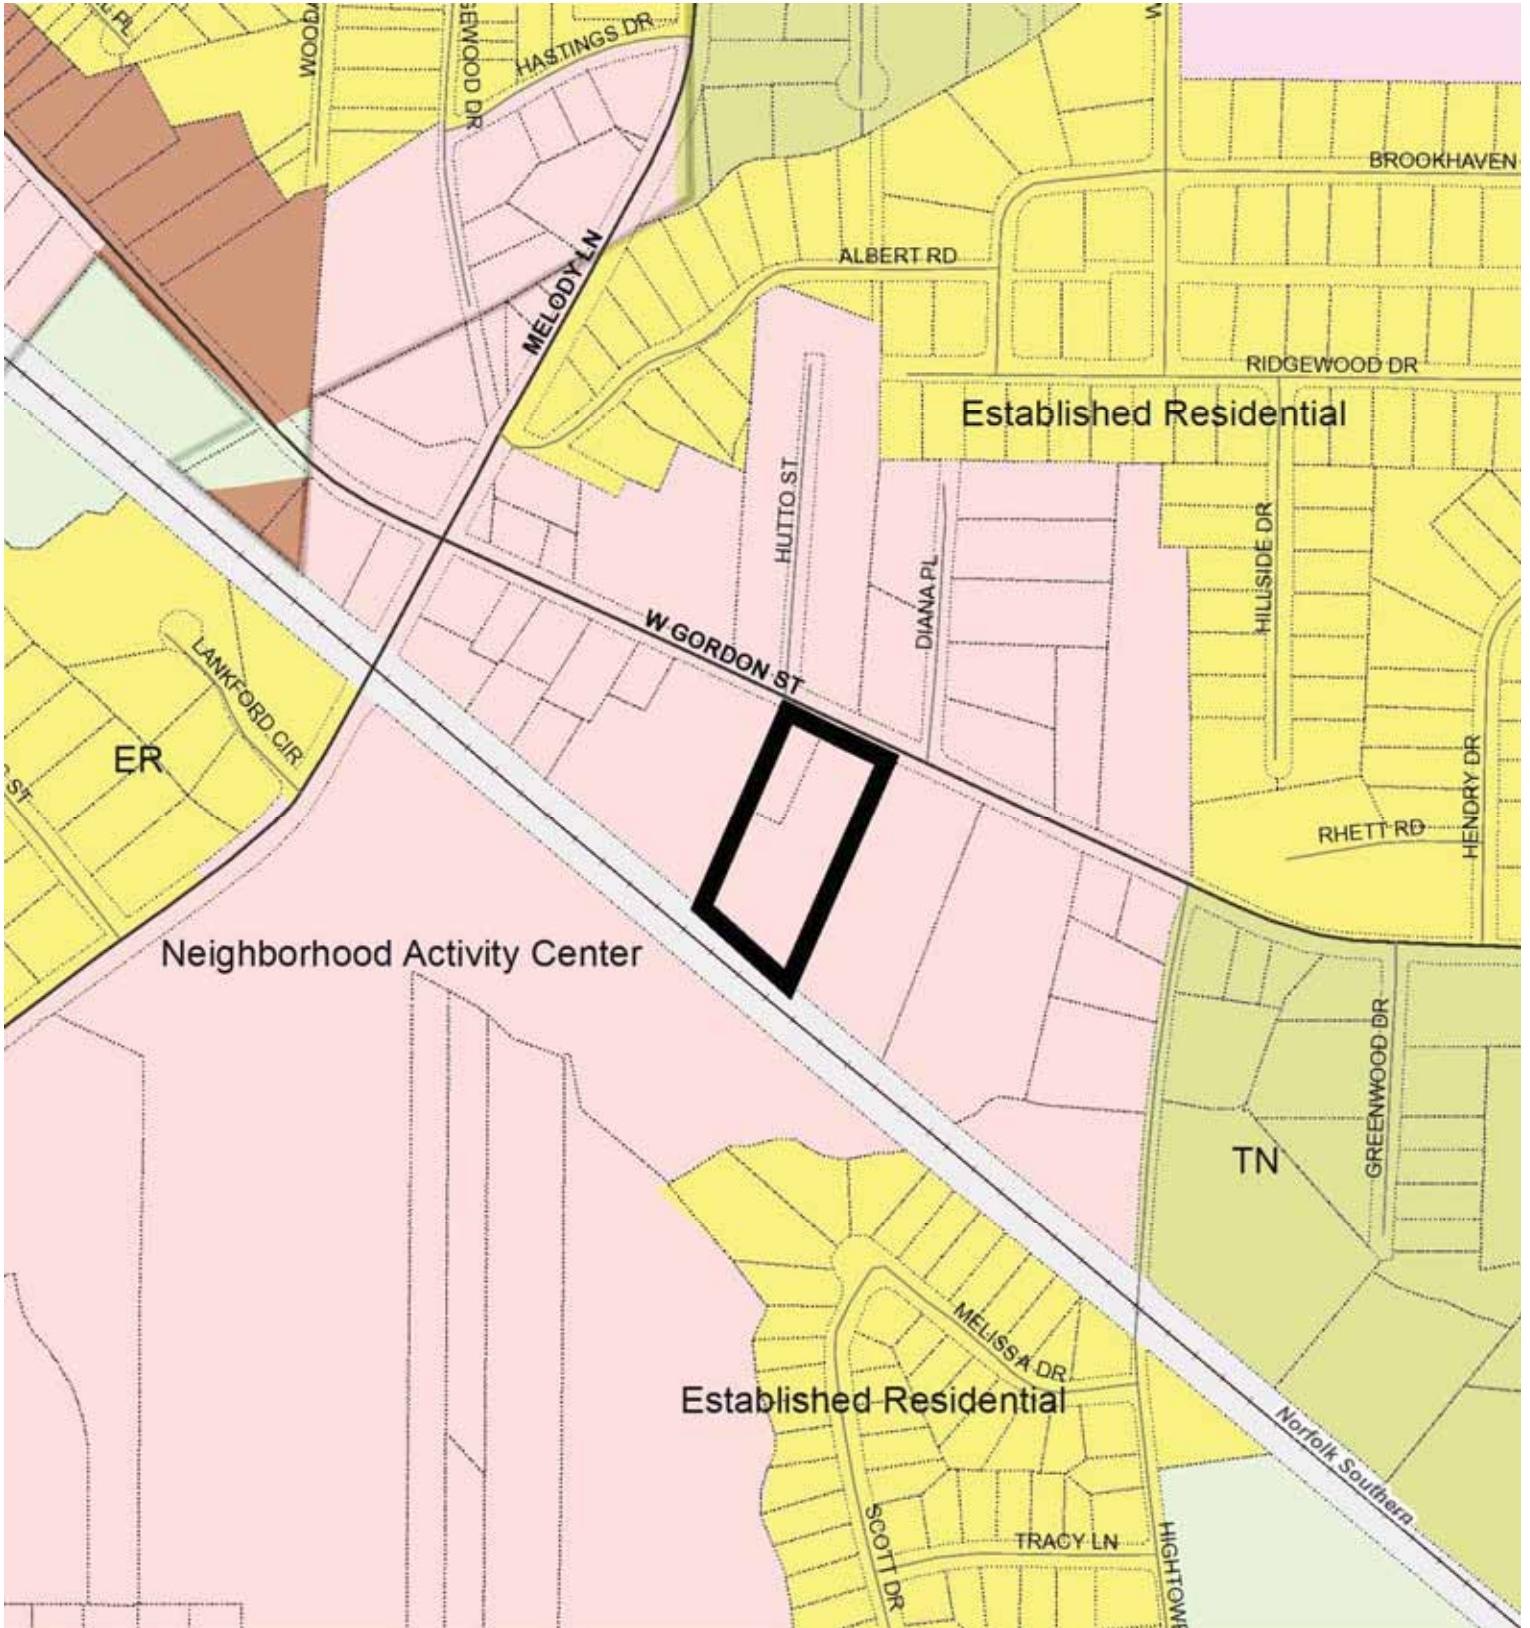 PL
HASTINGS DR
BROOKHAVEN
ALBERT RD
MELODY LN
RIDGEWOOD DR
Established Residential
HUTTO ST
HILLSIDE DR
DIANA PL
W GORDON ST
LANKFORD CIR
ER
ST
HENDRY DR
RHETT RD
Neighborhood Activity Center
GREENWOOD DR
TN
MELISSA DR
Established Residential
Norfolk Southern
SCOTT DR
TRACY LN